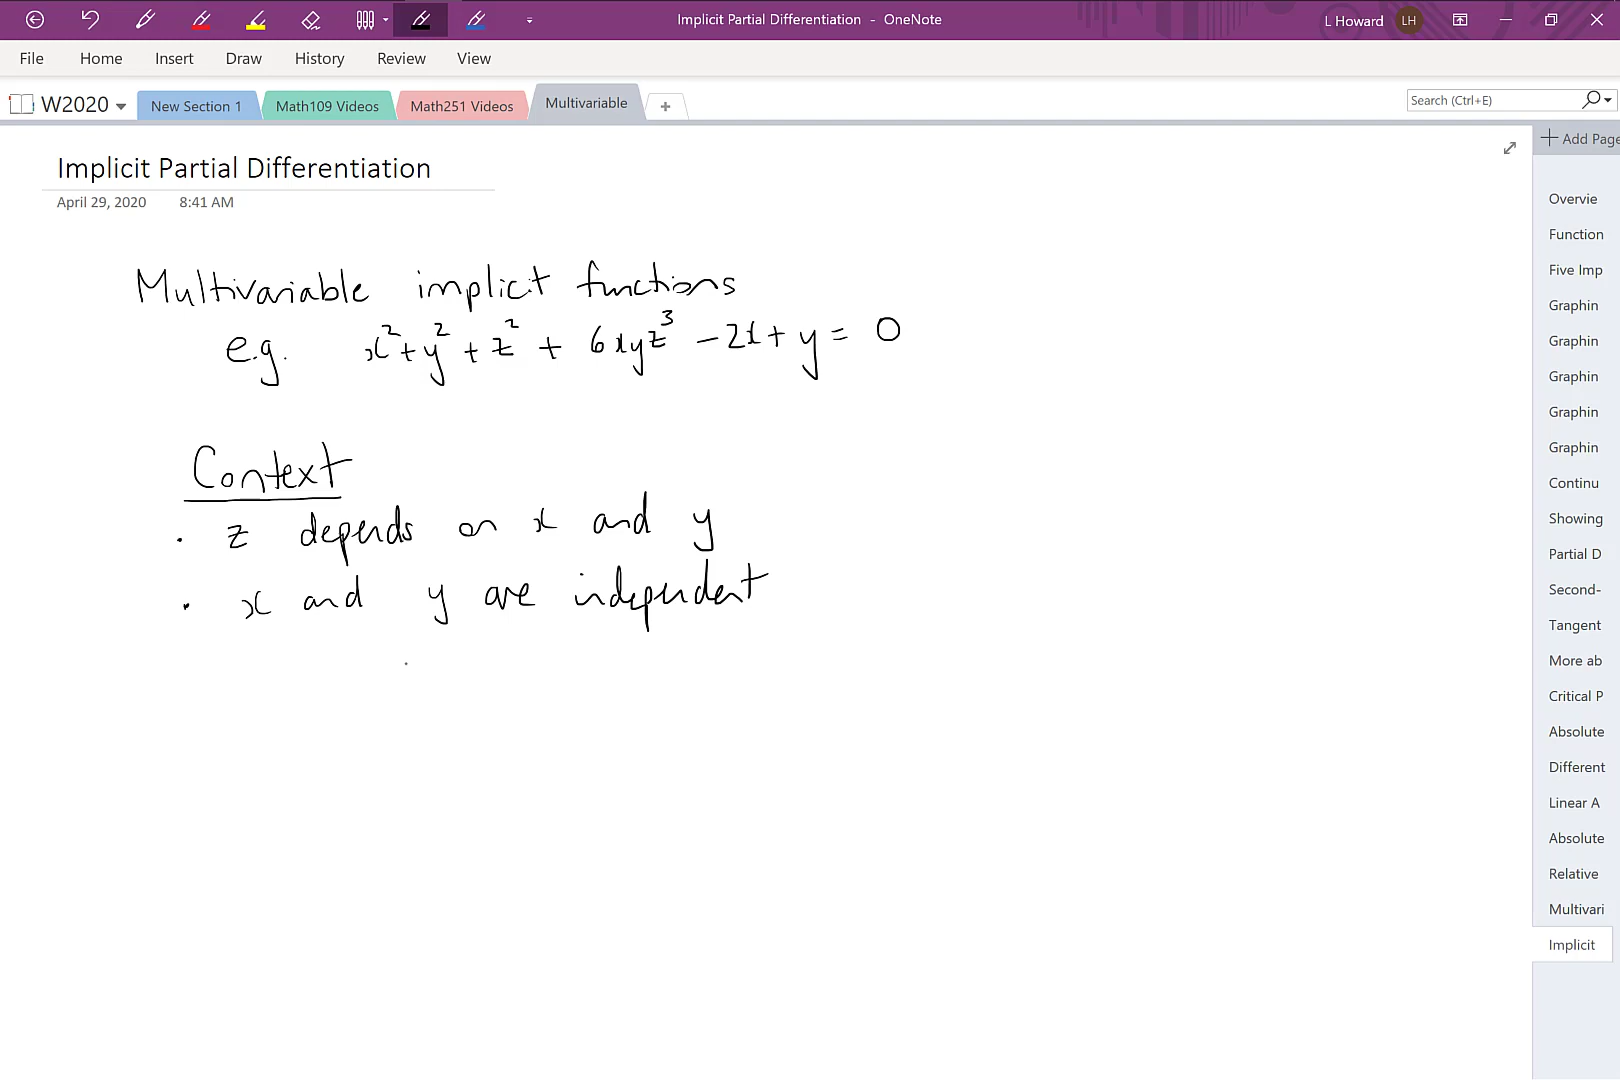 Implicit Partial Differentiation - OneNote
L Howard LH
File Home Insert Draw History Review View
W2020 New Section 1 Math109 Videos Math251 Videos Multivariable +
Search (Ctrl+E)
Add Page
Implicit Partial Differentiation
April 29, 2020 8:41 AM
Multivariable implicit functions
e.g. x² + y² + z² + 6xyz³ - 2x + y = 0
Context
· z depends on x and y
· x and y are independent
Overvie
Function
Five Imp
Graphin
Graphin
Graphin
Graphin
Graphin
Continu
Showing
Partial D
Second-
Tangent
More ab
Critical P
Absolute
Different
Linear A
Absolute
Relative
Multivari
Implicit